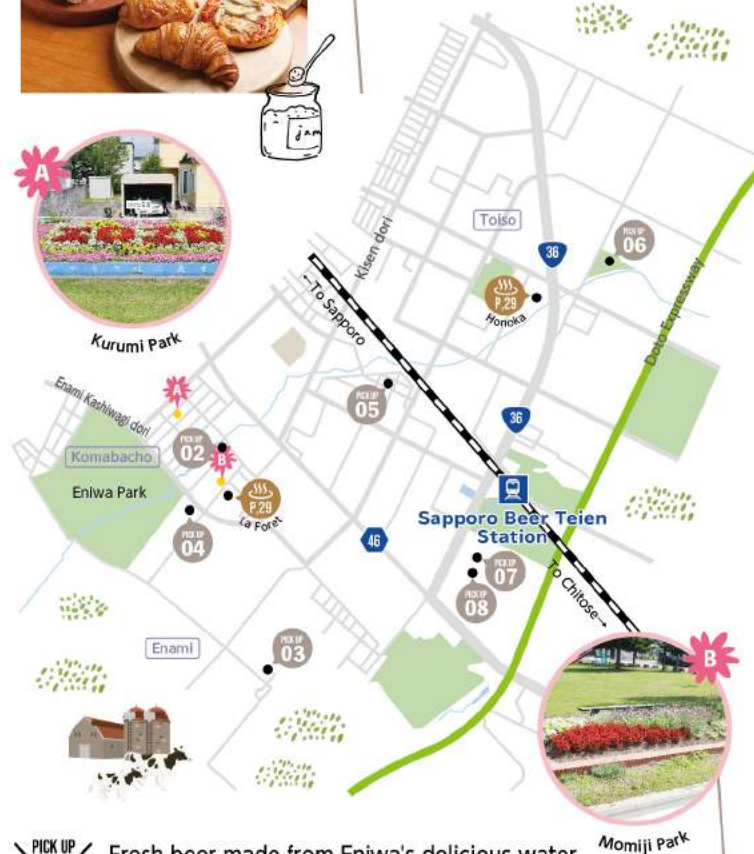 jam
A
Kurumi Park
Kisen dori
Toiso
36
PICK UP
06
←To Sapporo
P.29
Honoka
Doto Expressway
Enami Kashiwagi dori
A
PICK UP
05
36
Komabacho
PICK UP
02
B
Eniwa Park
P.29
La Foret
PICK UP
04
46
Sapporo Beer Teien
Station
PICK UP
07
PICK UP
08
To Chitose→
Enami
PICK UP
03
B
Momiji Park
PICK UP
Fresh beer made from Eniwa's delicious water